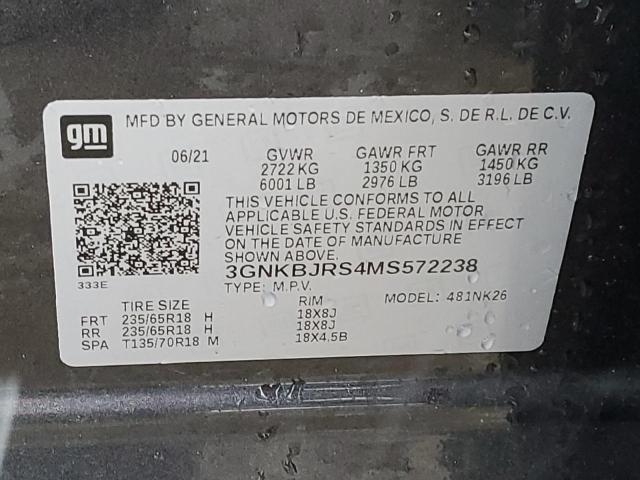 gm MFD BY GENERAL MOTORS DE MEXICO, S. DE R.L. DE C.V.
06/21 GVWR GAWR FRT GAWR RR
2722 KG 1350 KG 1450 KG
6001 LB 2976 LB 3196 LB
THIS VEHICLE CONFORMS TO ALL
APPLICABLE U.S. FEDERAL MOTOR
VEHICLE SAFETY STANDARDS IN EFFECT
ON THE DATE OF MANUFACTURE
SHOWN ABOVE.
333E 3GNKBJRS4MS572238
TYPE: M.P.V. MODEL: 481NK26
TIRE SIZE RIM
FRT 235/65R18 H 18X8J
RR 235/65R18 H 18X8J
SPA T135/70R18 M 18X4.5B